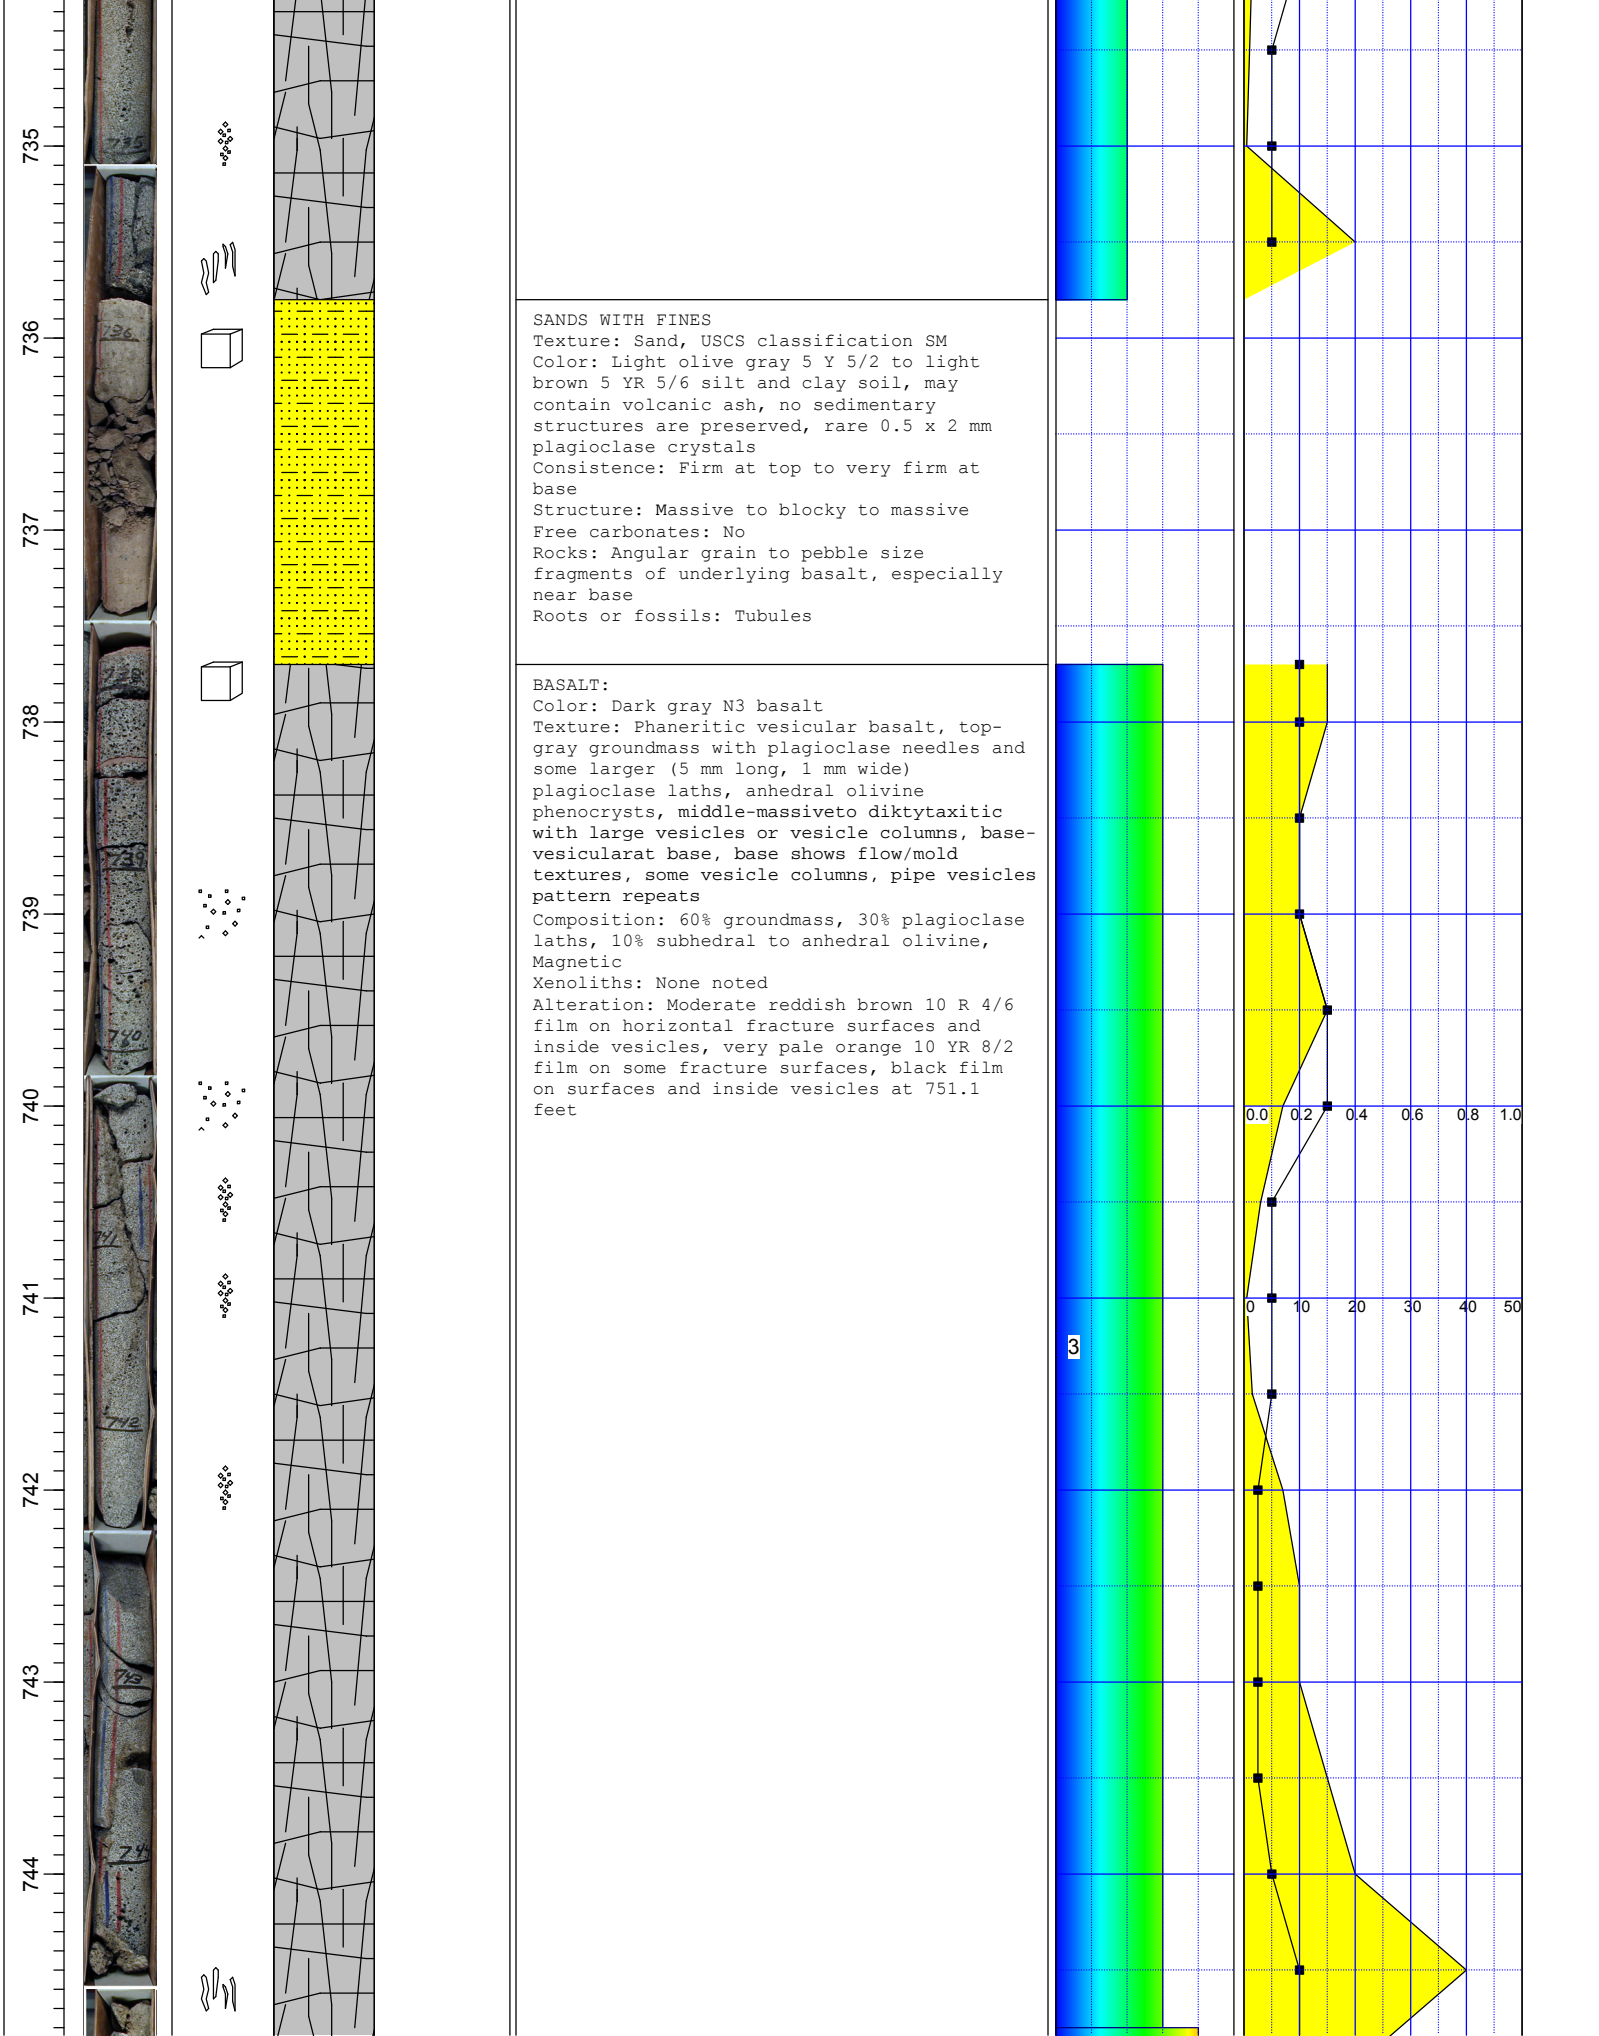 735
736
737
738
739
740
741
742
743
744
735
736
739
740
741
742
743
744
SANDS WITH FINES
Texture: Sand, USCS classification SM
Color: Light olive gray 5 Y 5/2 to light
brown 5 YR 5/6 silt and clay soil, may
contain volcanic ash, no sedimentary
structures are preserved, rare 0.5 x 2 mm
plagioclase crystals
Consistence: Firm at top to very firm at
base
Structure: Massive to blocky to massive
Free carbonates: No
Rocks: Angular grain to pebble size
fragments of underlying basalt, especially
near base
Roots or fossils: Tubules
BASALT:
Color: Dark gray N3 basalt
Texture: Phaneritic vesicular basalt, top-
gray groundmass with plagioclase needles and
some larger (5 mm long, 1 mm wide)
plagioclase laths, anhedral olivine
phenocrysts, middle-massiveto diktytaxitic
with large vesicles or vesicle columns, base-
vesicularat base, base shows flow/mold
textures, some vesicle columns, pipe vesicles
pattern repeats
Composition: 60% groundmass, 30% plagioclase
laths, 10% subhedral to anhedral olivine,
Magnetic
Xenoliths: None noted
Alteration: Moderate reddish brown 10 R 4/6
film on horizontal fracture surfaces and
inside vesicles, very pale orange 10 YR 8/2
film on some fracture surfaces, black film
on surfaces and inside vesicles at 751.1
feet
3
0.0 0.2 0.4 0.6 0.8 1.0
0 10 20 30 40 50